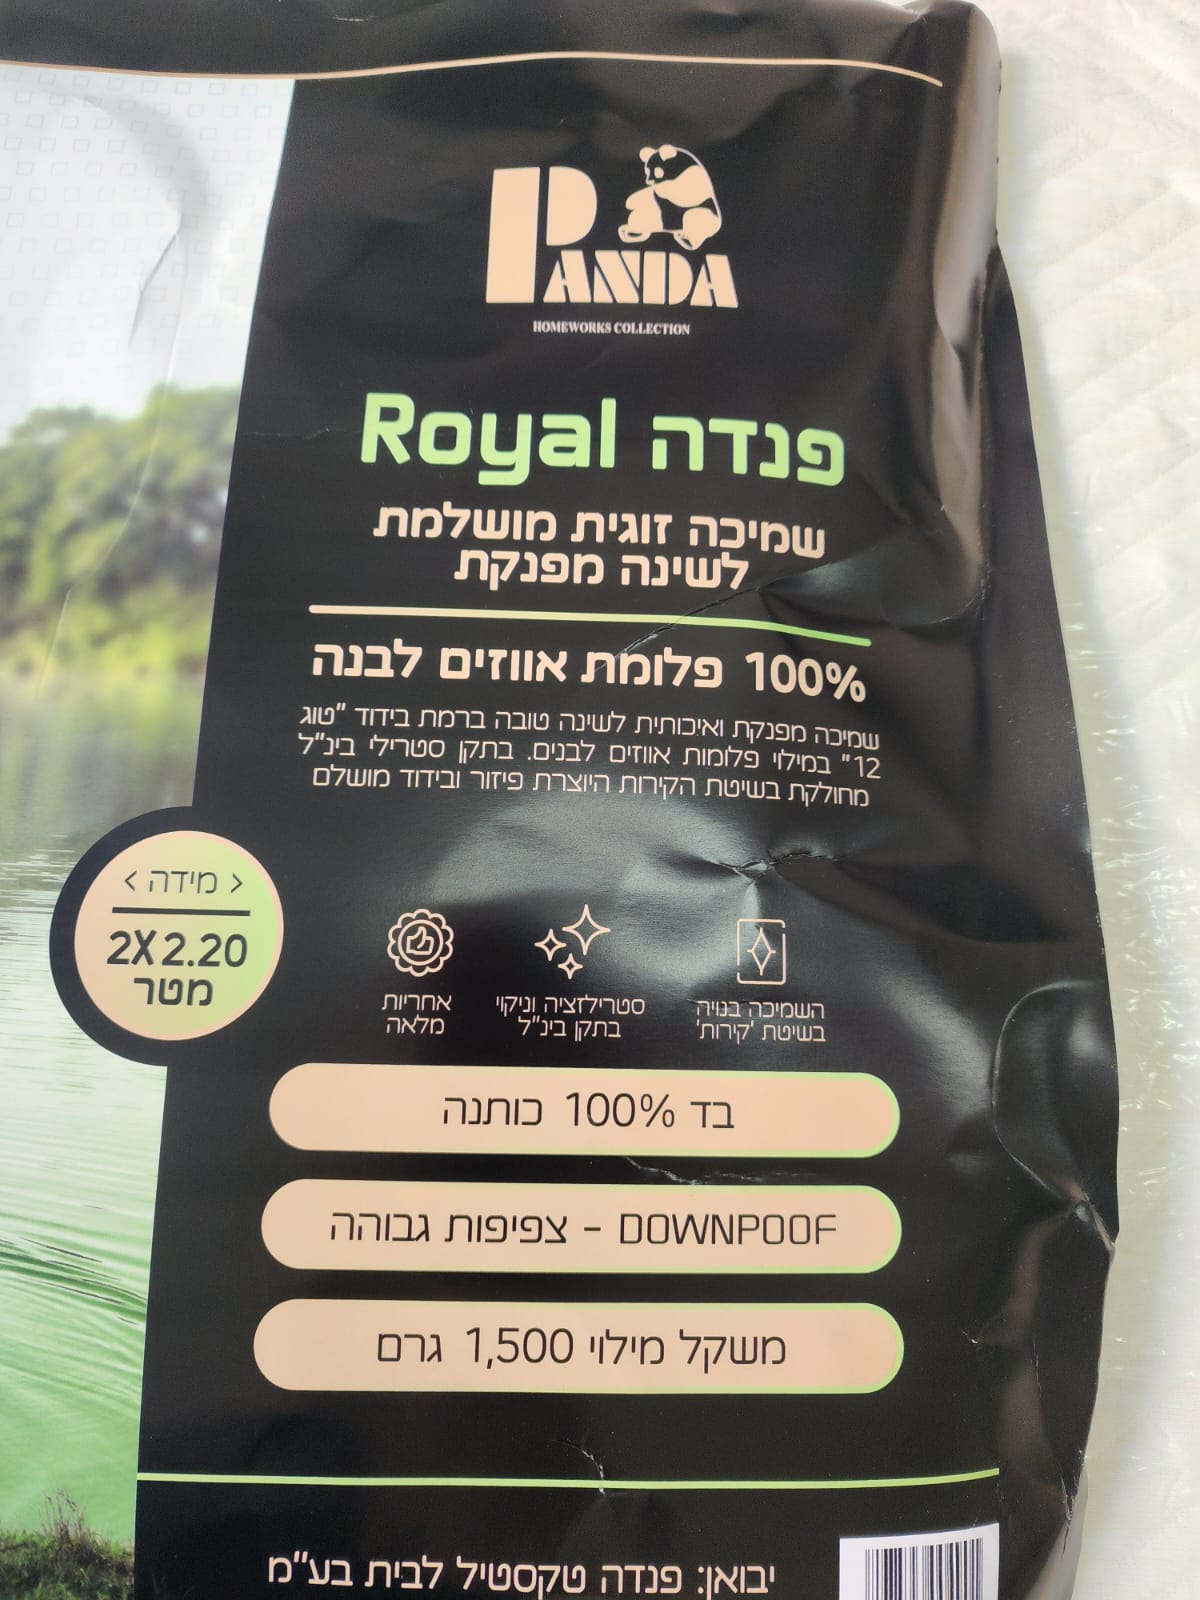 PANDA
HOMEWORKS COLLECTION
פנדה Royal
שמיכה זוגית מושלמת
לשינה מפנקת
100% פלומת אווזים לבנה
שמיכה מפנקת ואיכותית לשינה טובה ברמת בידוד "טוג
12" במילוי פלומות אווזים לבנים. בתקן סטרילי בינ"ל
מחולקת בשיטת הקירות היוצרת פיזור ובידוד מושלם
< מידה >
2X2.20
מטר
השמיכה בנויה
בשיטת 'קירות'
סטרילזציה וניקוי
בתקן בינ"ל
אחריות
מלאה
בד 100% כותנה
DOWNPOOF - צפיפות גבוהה
משקל מילוי 1,500 גרם
יבואן: פנדה טקסטיל לבית בע"מ